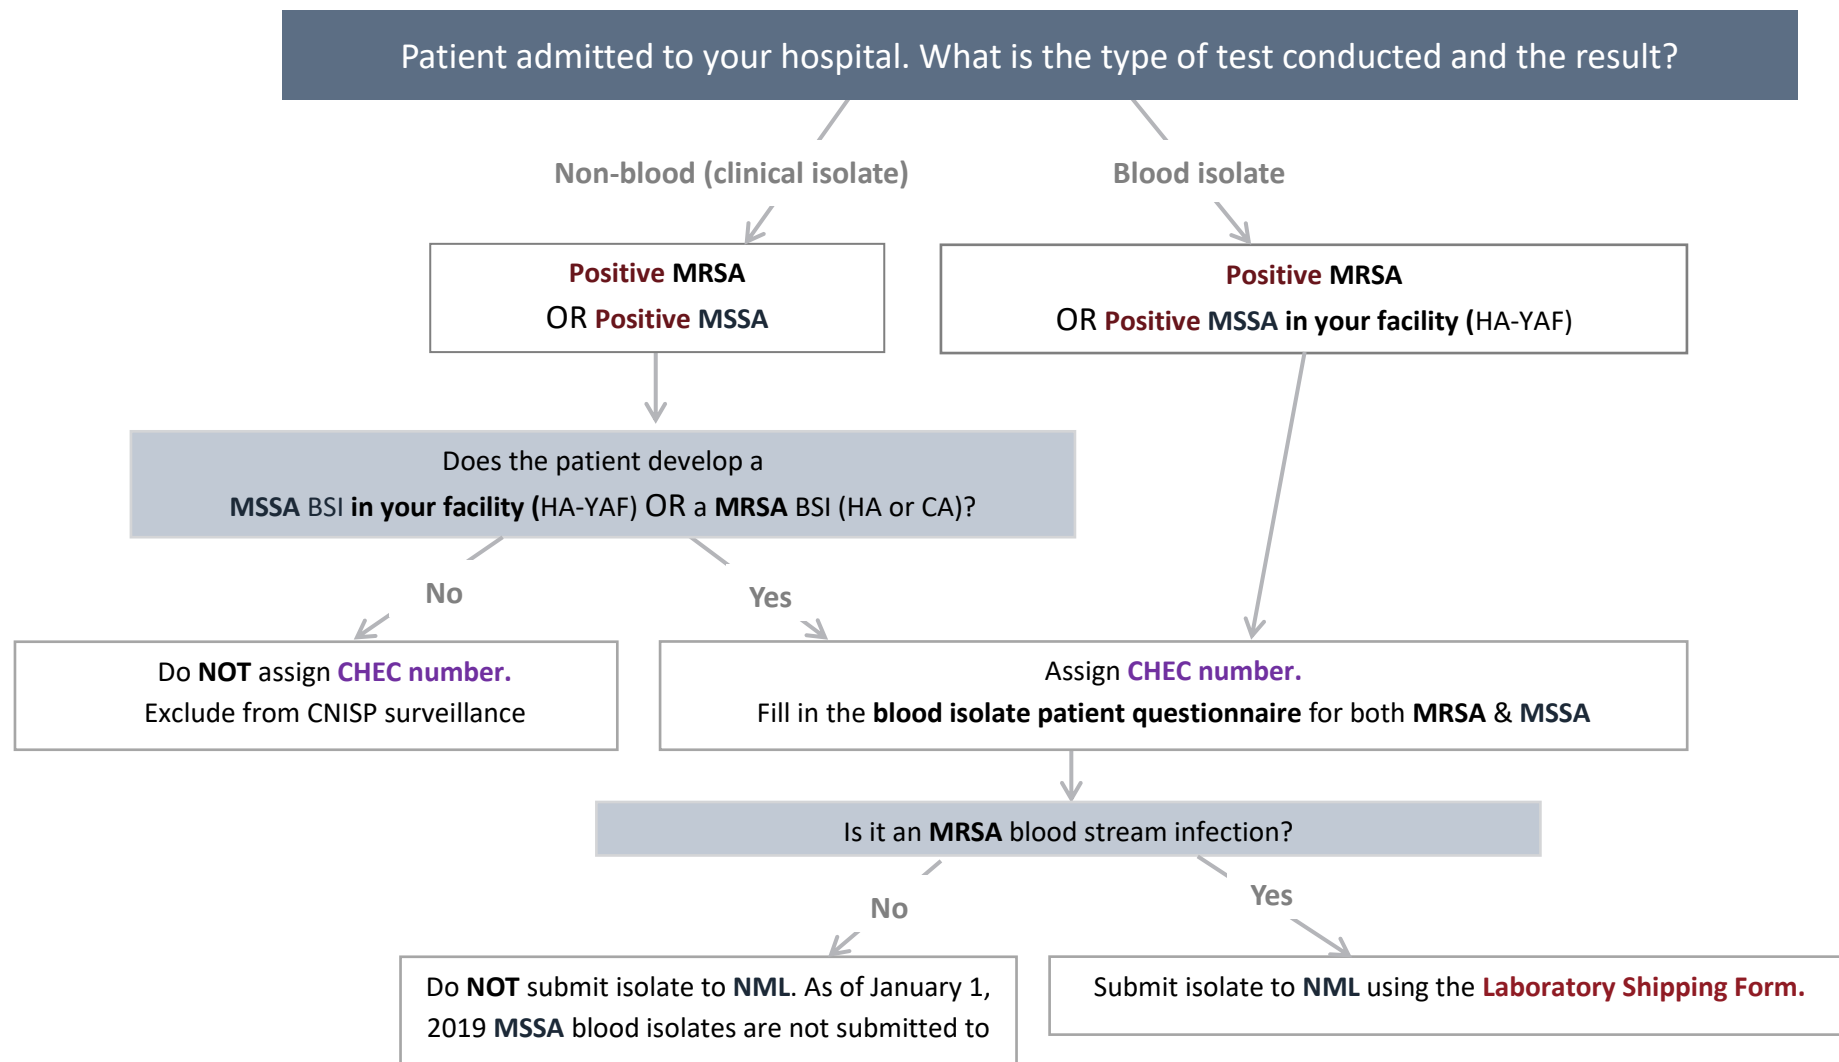 Patient admitted to your hospital. What is the type of test conducted and the result?
Non-blood (clinical isolate)
Blood isolate
Positive MRSA
OR Positive MSSA
Positive MRSA
OR Positive MSSA in your facility (HA-YAF)
Does the patient develop a
MSSA BSI in your facility (HA-YAF) OR a MRSA BSI (HA or CA)?
No
Yes
Do NOT assign CHEC number.
Exclude from CNISP surveillance
Assign CHEC number.
Fill in the blood isolate patient questionnaire for both MRSA & MSSA
Is it an MRSA blood stream infection?
No
Yes
Do NOT submit isolate to NML. As of January 1,
2019 MSSA blood isolates are not submitted to
Submit isolate to NML using the Laboratory Shipping Form.